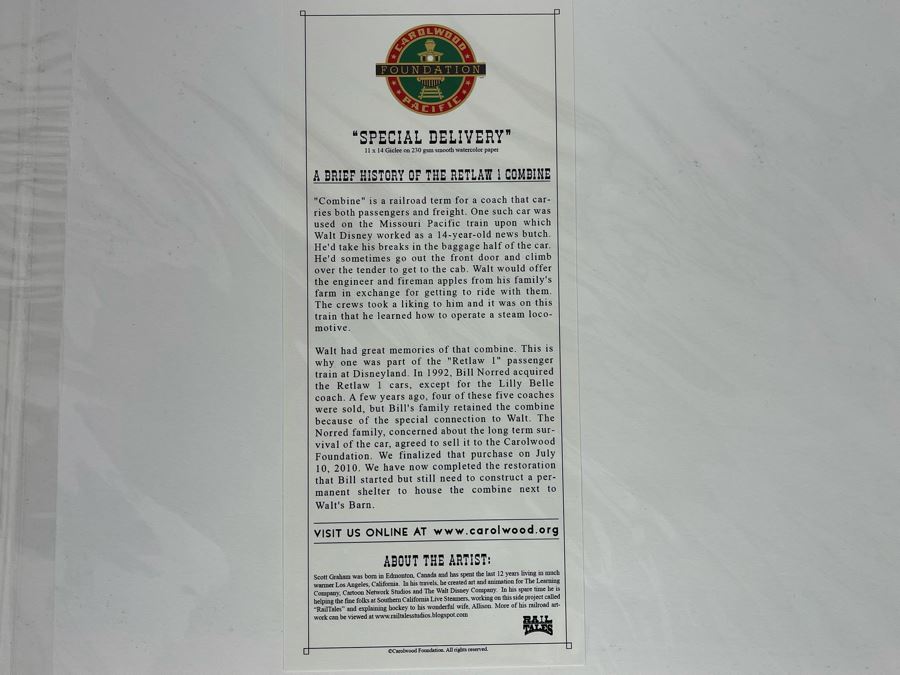 CAROLWOOD
FOUNDATION
PACIFIC
"SPECIAL DELIVERY"
11 x 14 Giclee on 230 gsm smooth watercolor paper
A BRIEF HISTORY OF THE RETLAW 1 COMBINE
"Combine" is a railroad term for a coach that car-
ries both passengers and freight. One such car was
used on the Missouri Pacific train upon which
Walt Disney worked as a 14-year-old news butch.
He'd take his breaks in the baggage half of the car.
He'd sometimes go out the front door and climb
over the tender to get to the cab. Walt would offer
the engineer and fireman apples from his family's
farm in exchange for getting to ride with them.
The crews took a liking to him and it was on this
train that he learned how to operate a steam loco-
motive.
Walt had great memories of that combine. This is
why one was part of the "Retlaw 1" passenger
train at Disneyland. In 1992, Bill Norred acquired
the Retlaw 1 cars, except for the Lilly Belle
coach. A few years ago, four of these five coaches
were sold, but Bill's family retained the combine
because of the special connection to Walt. The
Norred family, concerned about the long term sur-
vival of the car, agreed to sell it to the Carolwood
Foundation. We finalized that purchase on July
10, 2010. We have now completed the restoration
that Bill started but still need to construct a per-
manent shelter to house the combine next to
Walt's Barn.
VISIT US ONLINE AT www.carolwood.org
ABOUT THE ARTIST:
Scott Graham was born in Edmonton, Canada and has spent the last 12 years living in much
warmer Los Angeles, California. In his travels, he created art and animation for The Learning
Company, Cartoon Network Studios and The Walt Disney Company. In his spare time he is
helping the fine folks at Southern California Live Steamers, working on this side project called
"RailTales" and explaining hockey to his wonderful wife, Allison. More of his railroad art-
work can be viewed at www.railtalesstudios.blogspot.com
RAIL
TALES
©Carolwood Foundation. All rights reserved.